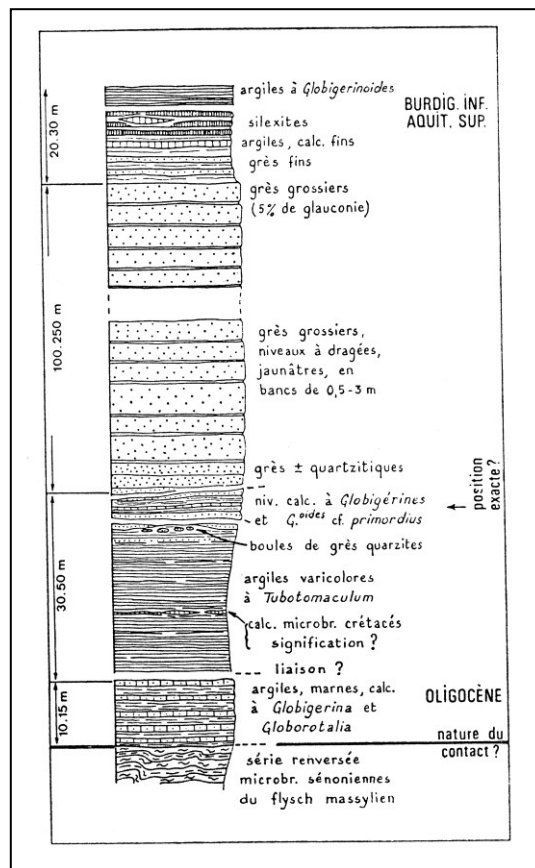 argiles à Globigerinoides
BURDIG. INF.
AQUIT. SUP.
silexites
argiles, calc. fins
grès fins
20.30 m
grès grossiers
(5% de glauconie)
100.250 m
grès grossiers,
niveaux à dragées,
jaunâtres, en
bancs de 0,5-3 m
grès ± quartzitiques
niv. calc. à Globigérines
et G.oides cf. primordius
position
exacte?
boules de grès quarzites
30.50 m
argiles varicolores
à Tubotomaculum
calc. microbr. crétacés
signification ?
liaison ?
10.15 m
argiles, marnes, calc.
à Globigerina et
Globorotalia
OLIGOCÈNE
nature du
contact ?
série renversée
microbr. sénoniennes
du flysch massylien